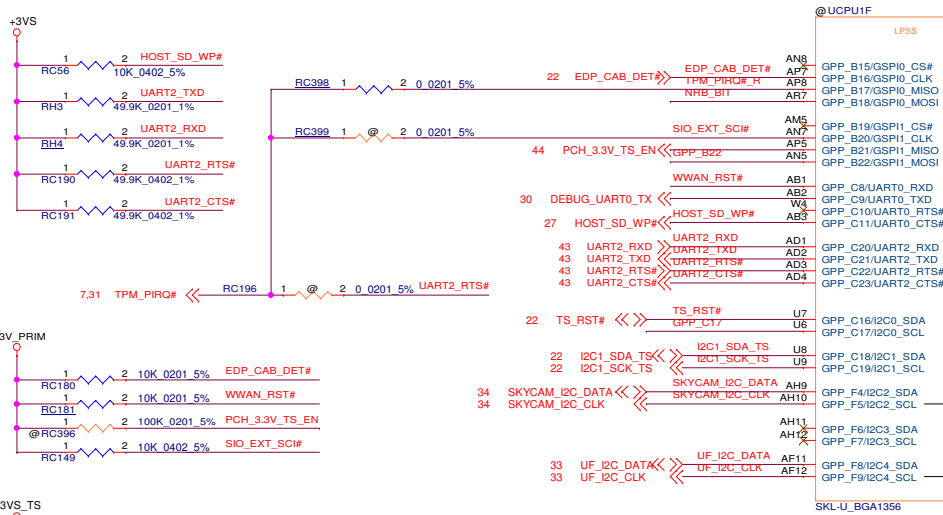 @ UCPU1F
+3VS
LPSS
1 2 HOST_SD_WP#
RC56 10K_0402_5%
1 2 UART2_TXD
RH3 49.9K_0201_1%
1 2 UART2_RXD
RH4 49.9K_0201_1%
1 2 UART2_RTS#
RC190 49.9K_0402_1%
1 2 UART2_CTS#
RC191 49.9K_0402_1%
RC398 1 2 0_0201_5%
RC399 1 @ 2 0_0201_5%
7,31 TPM_PIRQ# RC196 1 @ 2 0_0201_5% UART2_RTS#
3V_PRIM
1 2 10K_0201_5% EDP_CAB_DET#
RC180
1 2 10K_0201_5% WWAN_RST#
RC181
1 2 100K_0201_5% PCH_3.3V_TS_EN
@ RC396
1 2 10K_0402_5% SIO_EXT_SCI#
RC149
3VS_TS
AN8 GPP_B15/GSPI0_CS#
22 EDP_CAB_DET# EDP_CAB_DET# AP7 GPP_B16/GSPI0_CLK
TPM_PIRQ#_R AP8 GPP_B17/GSPI0_MISO
NRB_BIT AR7 GPP_B18/GSPI0_MOSI
AM5 GPP_B19/GSPI1_CS#
SIO_EXT_SCI# AN7 GPP_B20/GSPI1_CLK
44 PCH_3.3V_TS_EN AP5 GPP_B21/GSPI1_MISO
GPP_B22 AN5 GPP_B22/GSPI1_MOSI
WWAN_RST# AB1 GPP_C8/UART0_RXD
30 DEBUG_UART0_TX AB2 GPP_C9/UART0_TXD
W4 GPP_C10/UART0_RTS#
27 HOST_SD_WP# HOST_SD_WP# AB3 GPP_C11/UART0_CTS#
43 UART2_RXD UART2_RXD AD1 GPP_C20/UART2_RXD
43 UART2_TXD UART2_TXD AD2 GPP_C21/UART2_TXD
43 UART2_RTS# UART2_RTS# AD3 GPP_C22/UART2_RTS#
43 UART2_CTS# UART2_CTS# AD4 GPP_C23/UART2_CTS#
22 TS_RST# TS_RST# U7 GPP_C16/I2C0_SDA
GPP_C17 U6 GPP_C17/I2C0_SCL
22 I2C1_SDA_TS I2C1_SDA_TS U8 GPP_C18/I2C1_SDA
22 I2C1_SCK_TS I2C1_SCK_TS U9 GPP_C19/I2C1_SCL
34 SKYCAM_I2C_DATA SKYCAM_I2C_DATA AH9 GPP_F4/I2C2_SDA
34 SKYCAM_I2C_CLK SKYCAM_I2C_CLK AH10 GPP_F5/I2C2_SCL
AH11 GPP_F6/I2C3_SDA
AH12 GPP_F7/I2C3_SCL
33 UF_I2C_DATA UF_I2C_DATA AF11 GPP_F8/I2C4_SDA
33 UF_I2C_CLK UF_I2C_CLK AF12 GPP_F9/I2C4_SCL
SKL-U_BGA1356